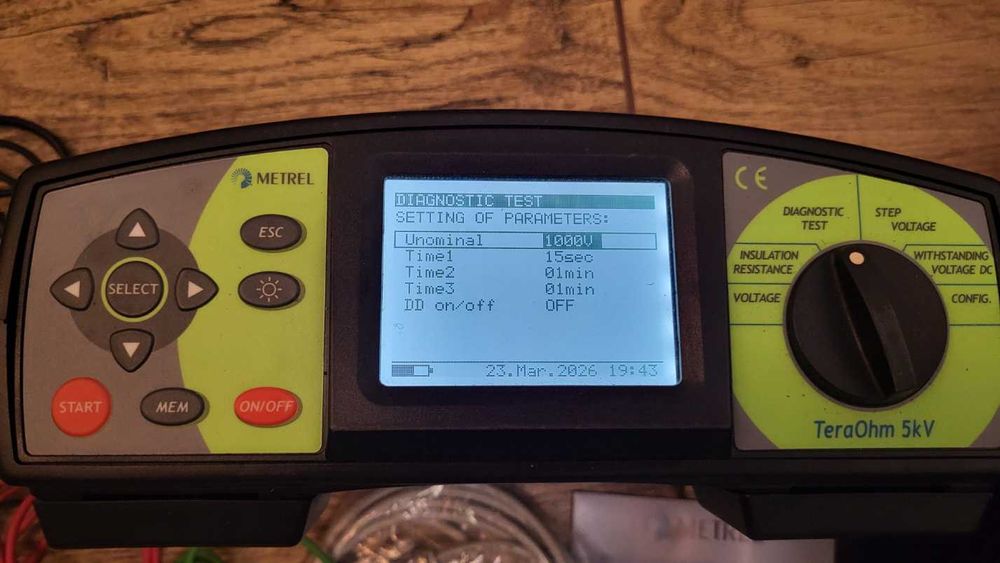 METREL
ESC
SELECT
START
MEM
ON/OFF
DIAGNOSTIC TEST
SETTING OF PARAMETERS:
Unominal 1000V
Time1 15sec
Time2 01min
Time3 01min
DD on/off OFF
23.Mar.2026 19:43
CE
DIAGNOSTIC
TEST
STEP
VOLTAGE
INSULATION
RESISTANCE
WITHSTANDING
VOLTAGE DC
VOLTAGE
CONFIG.
TeraOhm 5kV
METREL